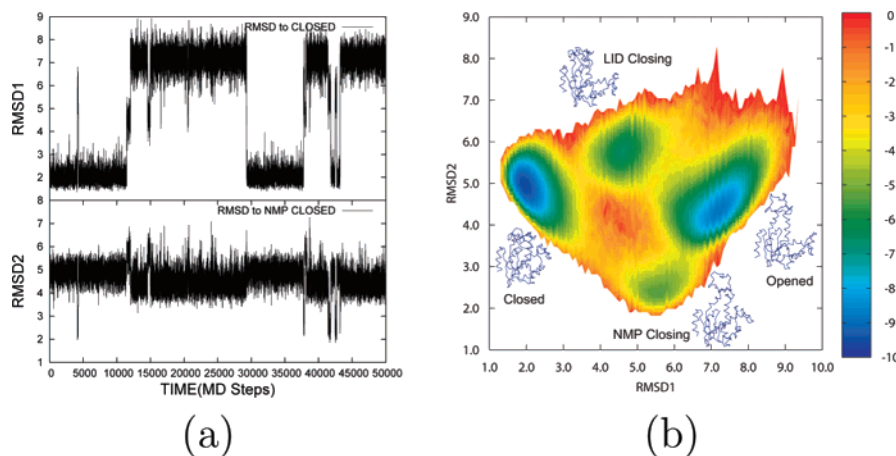 9
8
7
6
5
4
3
2
RMSD1
RMSD to CLOSED
8
7
6
5
4
3
2
1
RMSD2
RMSD to NMP CLOSED
0 5000 10000 15000 20000 25000 30000 35000 40000 45000 50000
TIME(MD Steps)
(a)
9.0
8.0
7.0
6.0
5.0
4.0
3.0
2.0
1.0
RMSD2
LID Closing
Closed
NMP Closing
Opened
1.0 2.0 3.0 4.0 5.0 6.0 7.0 8.0 9.0 10.0
RMSD1
0
-1
-2
-3
-4
-5
-6
-7
-8
-9
-10
(b)